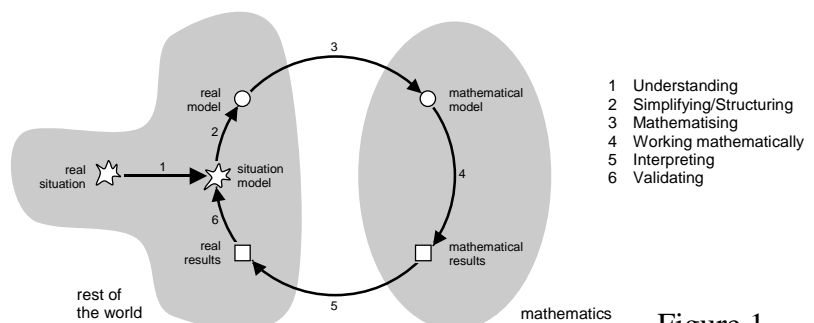 3
real
model
mathematical
model
2
1 Understanding
2 Simplifying/Structuring
3 Mathematising
4 Working mathematically
5 Interpreting
6 Validating
real
situation
1
situation
model
4
6
real
results
mathematical
results
5
rest of
the world
mathematics
Figure 1